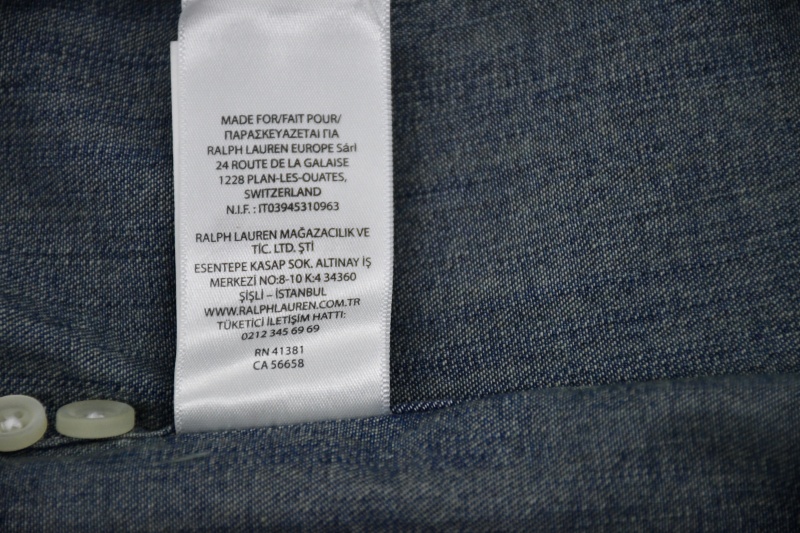 MADE FOR/FAIT POUR/
ΠΑΡΑΣΚΕΥΑΖΕΤΑΙ ΓΙΑ
RALPH LAUREN EUROPE Sárl
24 ROUTE DE LA GALAISE
1228 PLAN-LES-OUATES,
SWITZERLAND
N.I.F. : IT03945310963
RALPH LAUREN MAĞAZACILIK VE
TİC. LTD. ŞTİ
ESENTEPE KASAP SOK. ALTINAY İŞ
MERKEZİ NO:8-10 K:4 34360
ŞİŞLİ – İSTANBUL
WWW.RALPHLAUREN.COM.TR
TÜKETİCİ İLETİŞİM HATTI:
0212 345 69 69
RN 41381
CA 56658